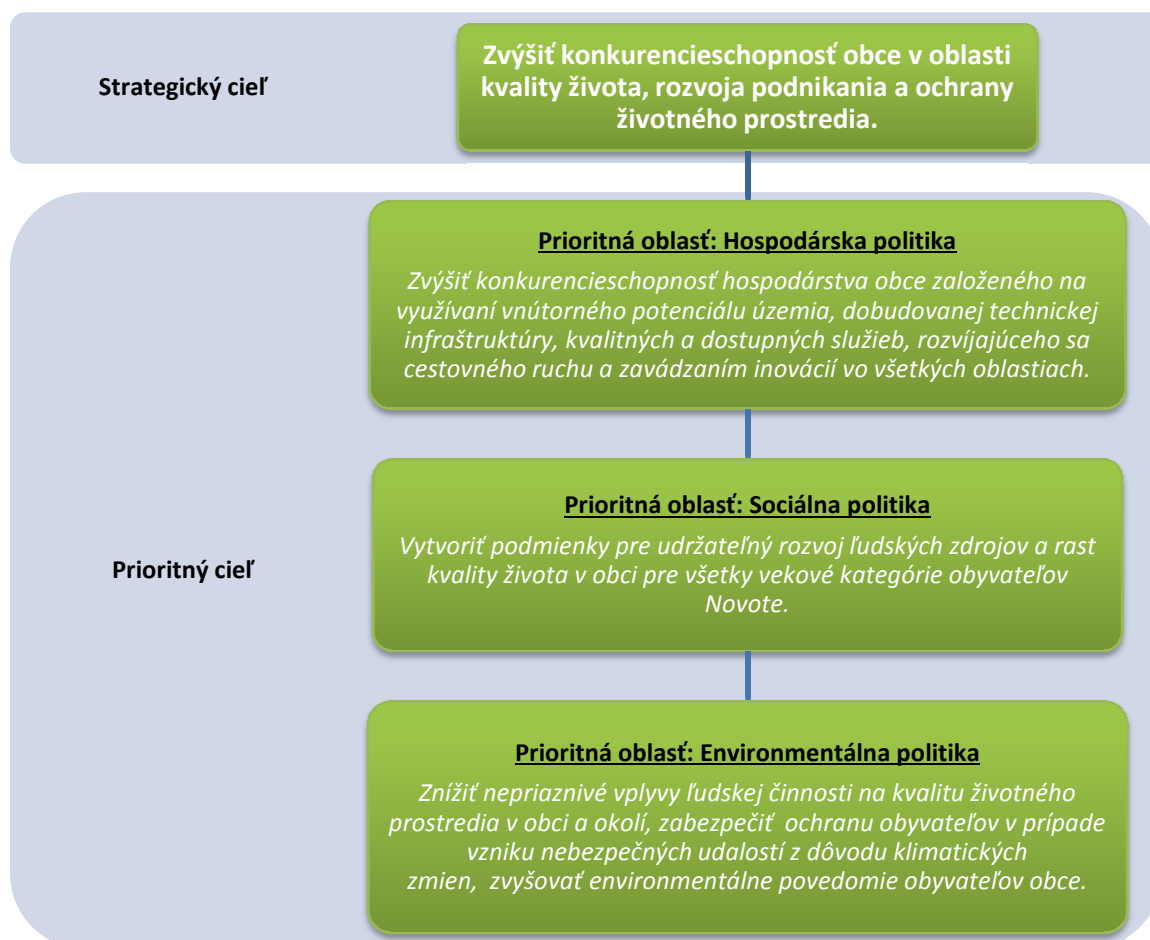 Strategický cieľ
Zvýšiť konkurencieschopnosť obce v oblasti
kvality života, rozvoja podnikania a ochrany
životného prostredia.
Prioritný cieľ
Prioritná oblasť: Hospodárska politika
Zvýšiť konkurencieschopnosť hospodárstva obce založeného na
využívaní vnútorného potenciálu územia, dobudovanej technickej
infraštruktúry, kvalitných a dostupných služieb, rozvíjajúceho sa
cestovného ruchu a zavádzaním inovácií vo všetkých oblastiach.
Prioritná oblasť: Sociálna politika
Vytvoriť podmienky pre udržateľný rozvoj ľudských zdrojov a rast
kvality života v obci pre všetky vekové kategórie obyvateľov
Novote.
Prioritná oblasť: Environmentálna politika
Znížiť nepriaznivé vplyvy ľudskej činnosti na kvalitu životného
prostredia v obci a okolí, zabezpečiť ochranu obyvateľov v prípade
vzniku nebezpečných udalostí z dôvodu klimatických
zmien, zvyšovať environmentálne povedomie obyvateľov obce.